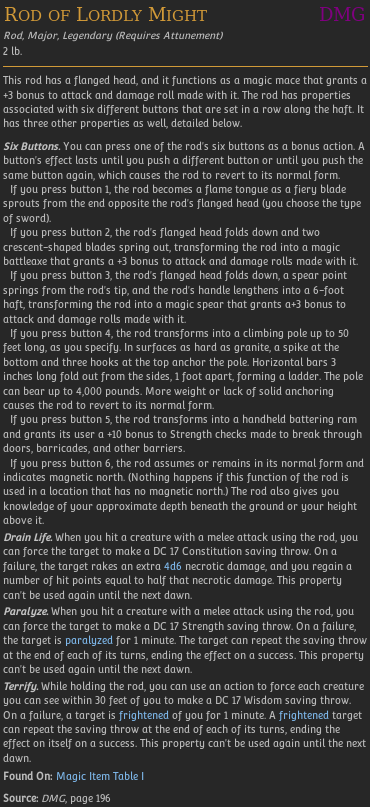 Rod of Lordly Might DMG
Rod, Major, Legendary (Requires Attunement)
2 lb.
This rod has a flanged head, and it functions as a magic mace that grants a
+3 bonus to attack and damage roll made with it. The rod has properties
associated with six different buttons that are set in a row along the haft. It
has three other properties as well, detailed below.
Six Buttons. You can press one of the rod's six buttons as a bonus action. A
button's effect lasts until you push a different button or until you push the
same button again, which causes the rod to revert to its normal form.
If you press button 1, the rod becomes a flame tongue as a fiery blade
sprouts from the end opposite the rod's flanged head (you choose the type
of sword).
If you press button 2, the rod's flanged head folds down and two
crescent-shaped blades spring out, transforming the rod into a magic
battleaxe that grants a +3 bonus to attack and damage rolls made with it.
If you press button 3, the rod's flanged head folds down, a spear point
springs from the rod's tip, and the rod's handle lengthens into a 6-foot
haft, transforming the rod into a magic spear that grants a+3 bonus to
attack and damage rolls made with it.
If you press button 4, the rod transforms into a climbing pole up to 50
feet long, as you specify. In surfaces as hard as granite, a spike at the
bottom and three hooks at the top anchor the pole. Horizontal bars 3
inches long fold out from the sides, 1 foot apart, forming a ladder. The pole
can bear up to 4,000 pounds. More weight or lack of solid anchoring
causes the rod to revert to its normal form.
If you press button 5, the rod transforms into a handheld battering ram
and grants its user a +10 bonus to Strength checks made to break through
doors, barricades, and other barriers.
If you press button 6, the rod assumes or remains in its normal form and
indicates magnetic north. (Nothing happens if this function of the rod is
used in a location that has no magnetic north.) The rod also gives you
knowledge of your approximate depth beneath the ground or your height
above it.
Drain Life. When you hit a creature with a melee attack using the rod, you
can force the target to make a DC 17 Constitution saving throw. On a
failure, the target rakes an extra 4d6 necrotic damage, and you regain a
number of hit points equal to half that necrotic damage. This property
can't be used again until the next dawn.
Paralyze. When you hit a creature with a melee attack using the rod, you
can force the target to make a DC 17 Strength saving throw. On a failure,
the target is paralyzed for 1 minute. The target can repeat the saving throw
at the end of each of its turns, ending the effect on a success. This property
can't be used again until the next dawn.
Terrify. While holding the rod, you can use an action to force each creature
you can see within 30 feet of you to make a DC 17 Wisdom saving throw.
On a failure, a target is frightened of you for 1 minute. A frightened target
can repeat the saving throw at the end of each of its turns, ending the
effect on itself on a success. This property can't be used again until the next
dawn.
Found On: Magic Item Table I
Source: DMG, page 196